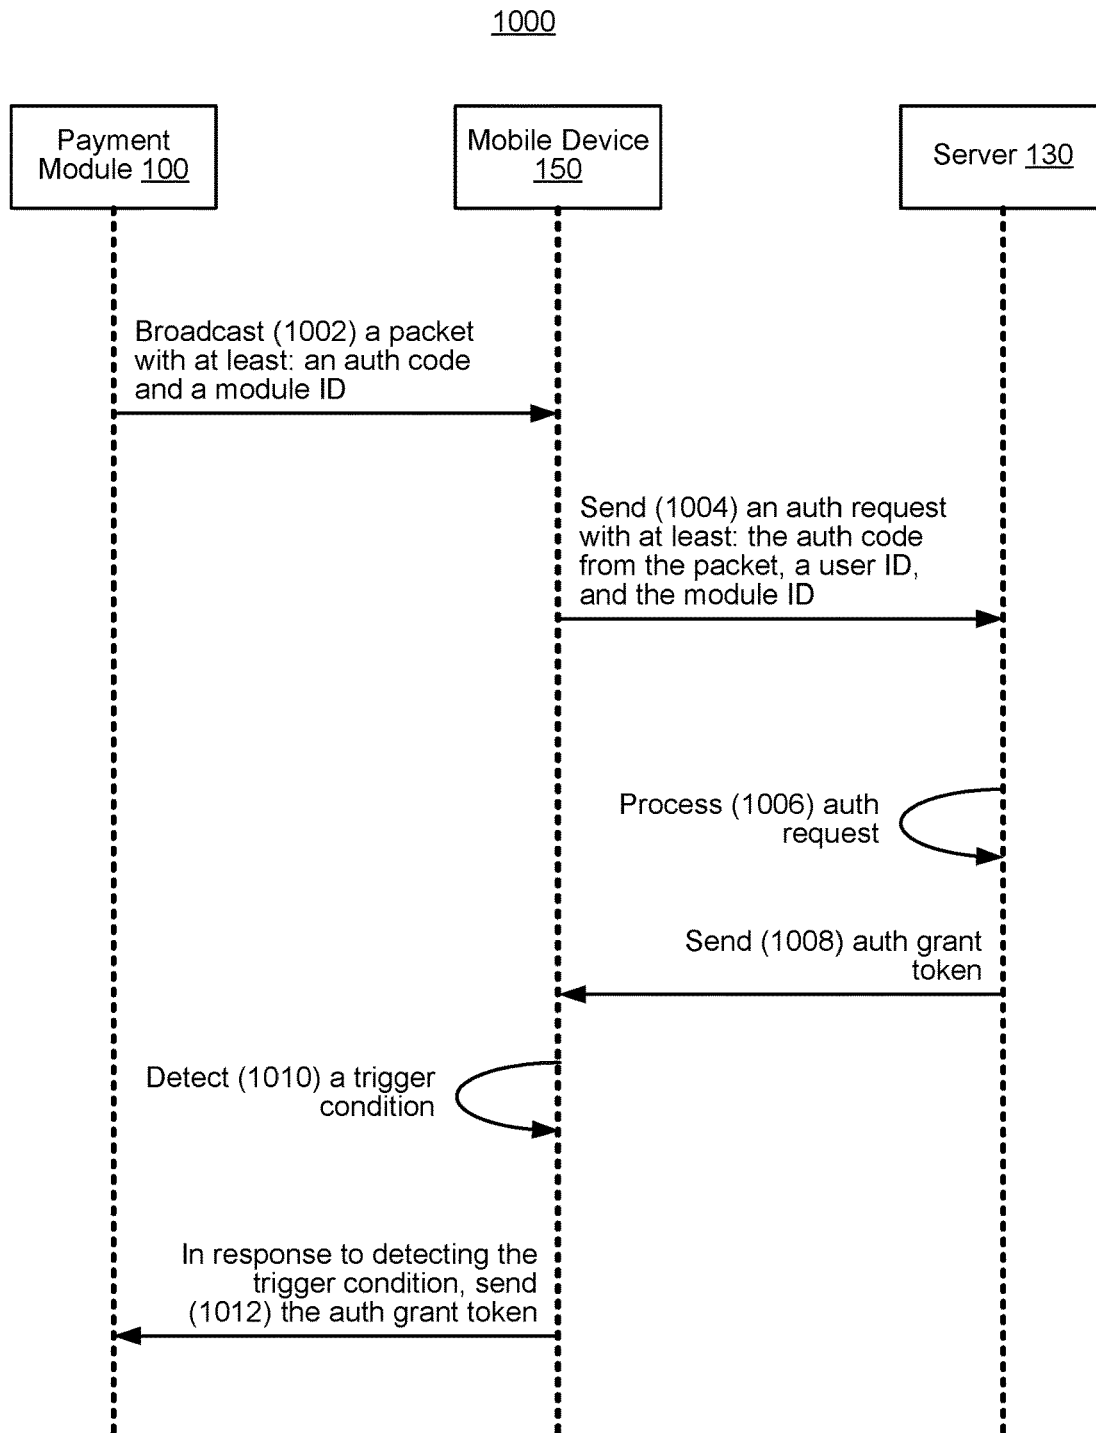 1000
Payment
Module 100
Mobile Device
150
Server 130
Broadcast (1002) a packet
with at least: an auth code
and a module ID
Send (1004) an auth request
with at least: the auth code
from the packet, a user ID,
and the module ID
Process (1006) auth
request
Send (1008) auth grant
token
Detect (1010) a trigger
condition
In response to detecting the
trigger condition, send
(1012) the auth grant token